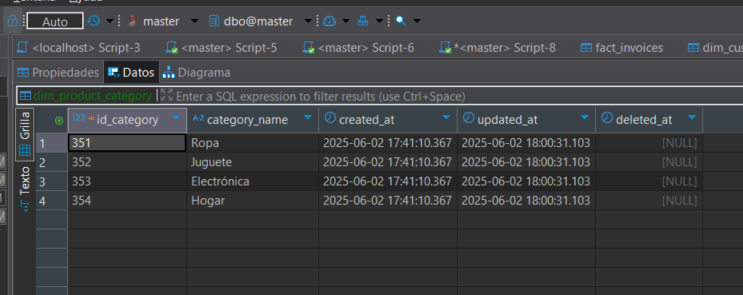 Auto master dbo@master
<localhost> Script-3 <master> Script-5 <master> Script-6 *<master> Script-8 fact_invoices
Propiedades Datos Diagrama
dim_product_category Enter a SQL expression to filter results (use Ctrl+Space)
Grilla
Texto
123 id_category A-Z category_name created_at updated_at deleted_at
1 351 Ropa 2025-06-02 17:41:10.367 2025-06-02 18:00:31.103 [NULL]
2 352 Juguete 2025-06-02 17:41:10.367 2025-06-02 18:00:31.103 [NULL]
3 353 Electrónica 2025-06-02 17:41:10.367 2025-06-02 18:00:31.103 [NULL]
4 354 Hogar 2025-06-02 17:41:10.367 2025-06-02 18:00:31.103 [NULL]